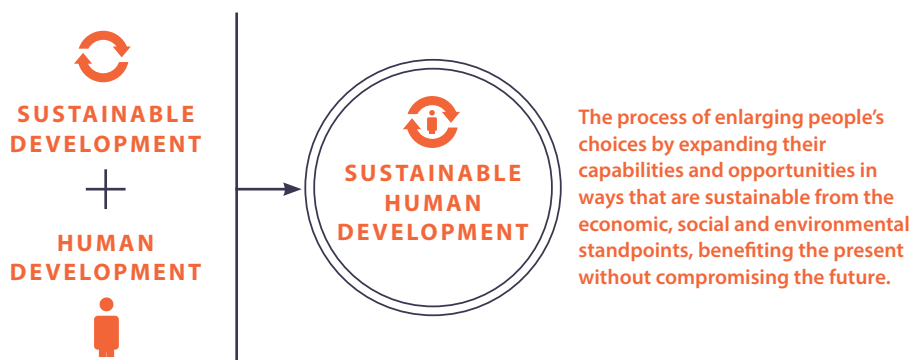 SUSTAINABLE
DEVELOPMENT
+
HUMAN
DEVELOPMENT
SUSTAINABLE
HUMAN
DEVELOPMENT
The process of enlarging people’s
choices by expanding their
capabilities and opportunities in
ways that are sustainable from the
economic, social and environmental
standpoints, benefiting the present
without compromising the future.